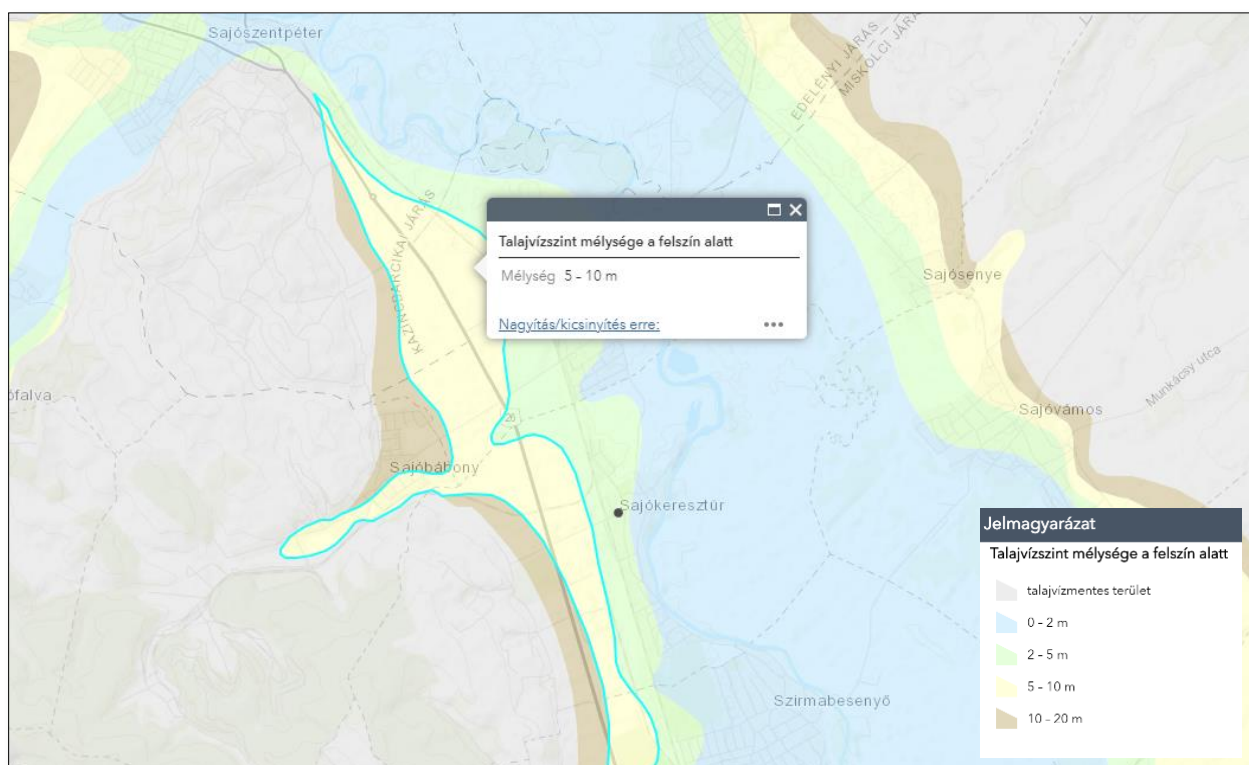 Sajószentpéter
EDELÉNYI JÁRÁS
MISKOLCI JÁRÁ
KAZINCBARCIKAI JÁRÁS
Talajvízszint mélysége a felszín alatt
Mélység 5 - 10 m
Nagyítás/kicsinyítés erre:
Sajósenye
Munkácsy utca
ófalva
Sajóvámos
26
Sajóbábony
Sajókeresztúr
Szirmabesenyő
Jelmagyarázat
Talajvízszint mélysége a felszín alatt
talajvízmentes terület
0 - 2 m
2 - 5 m
5 - 10 m
10 - 20 m